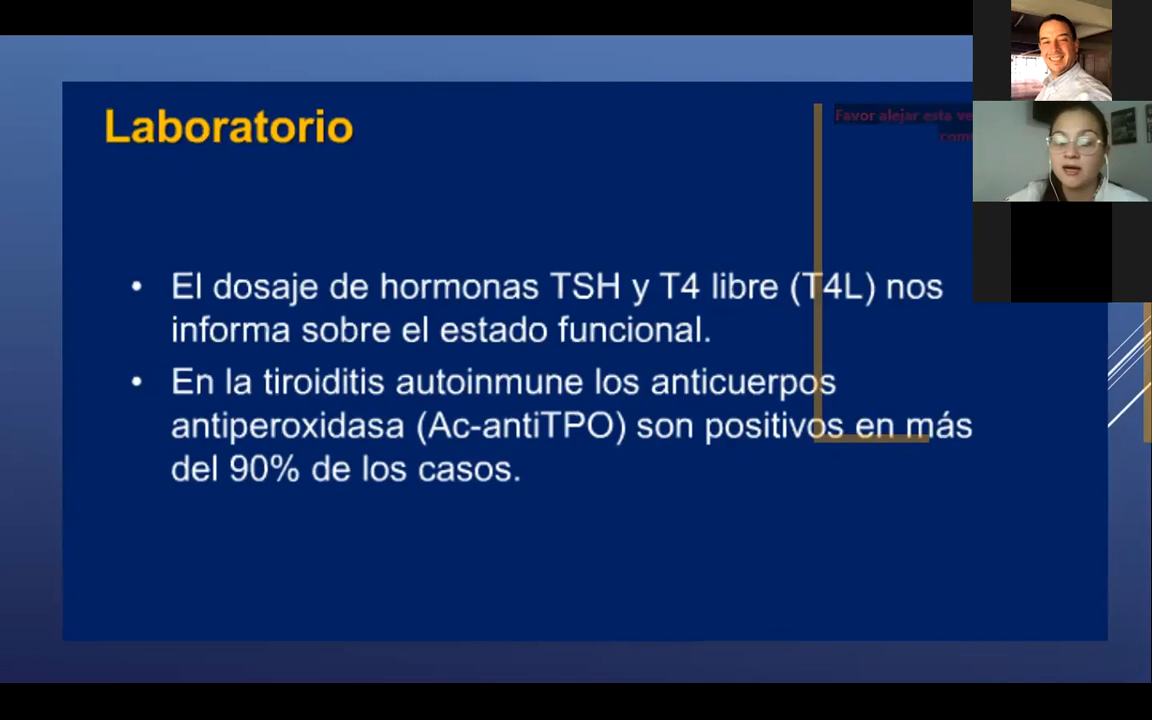 Laboratorio
Favor alejar esta
• El dosaje de hormonas TSH y T4 libre (T4L) nos
informa sobre el estado funcional.
• En la tiroiditis autoinmune los anticuerpos
antiperoxidasa (Ac-antiTPO) son positivos en más
del 90% de los casos.